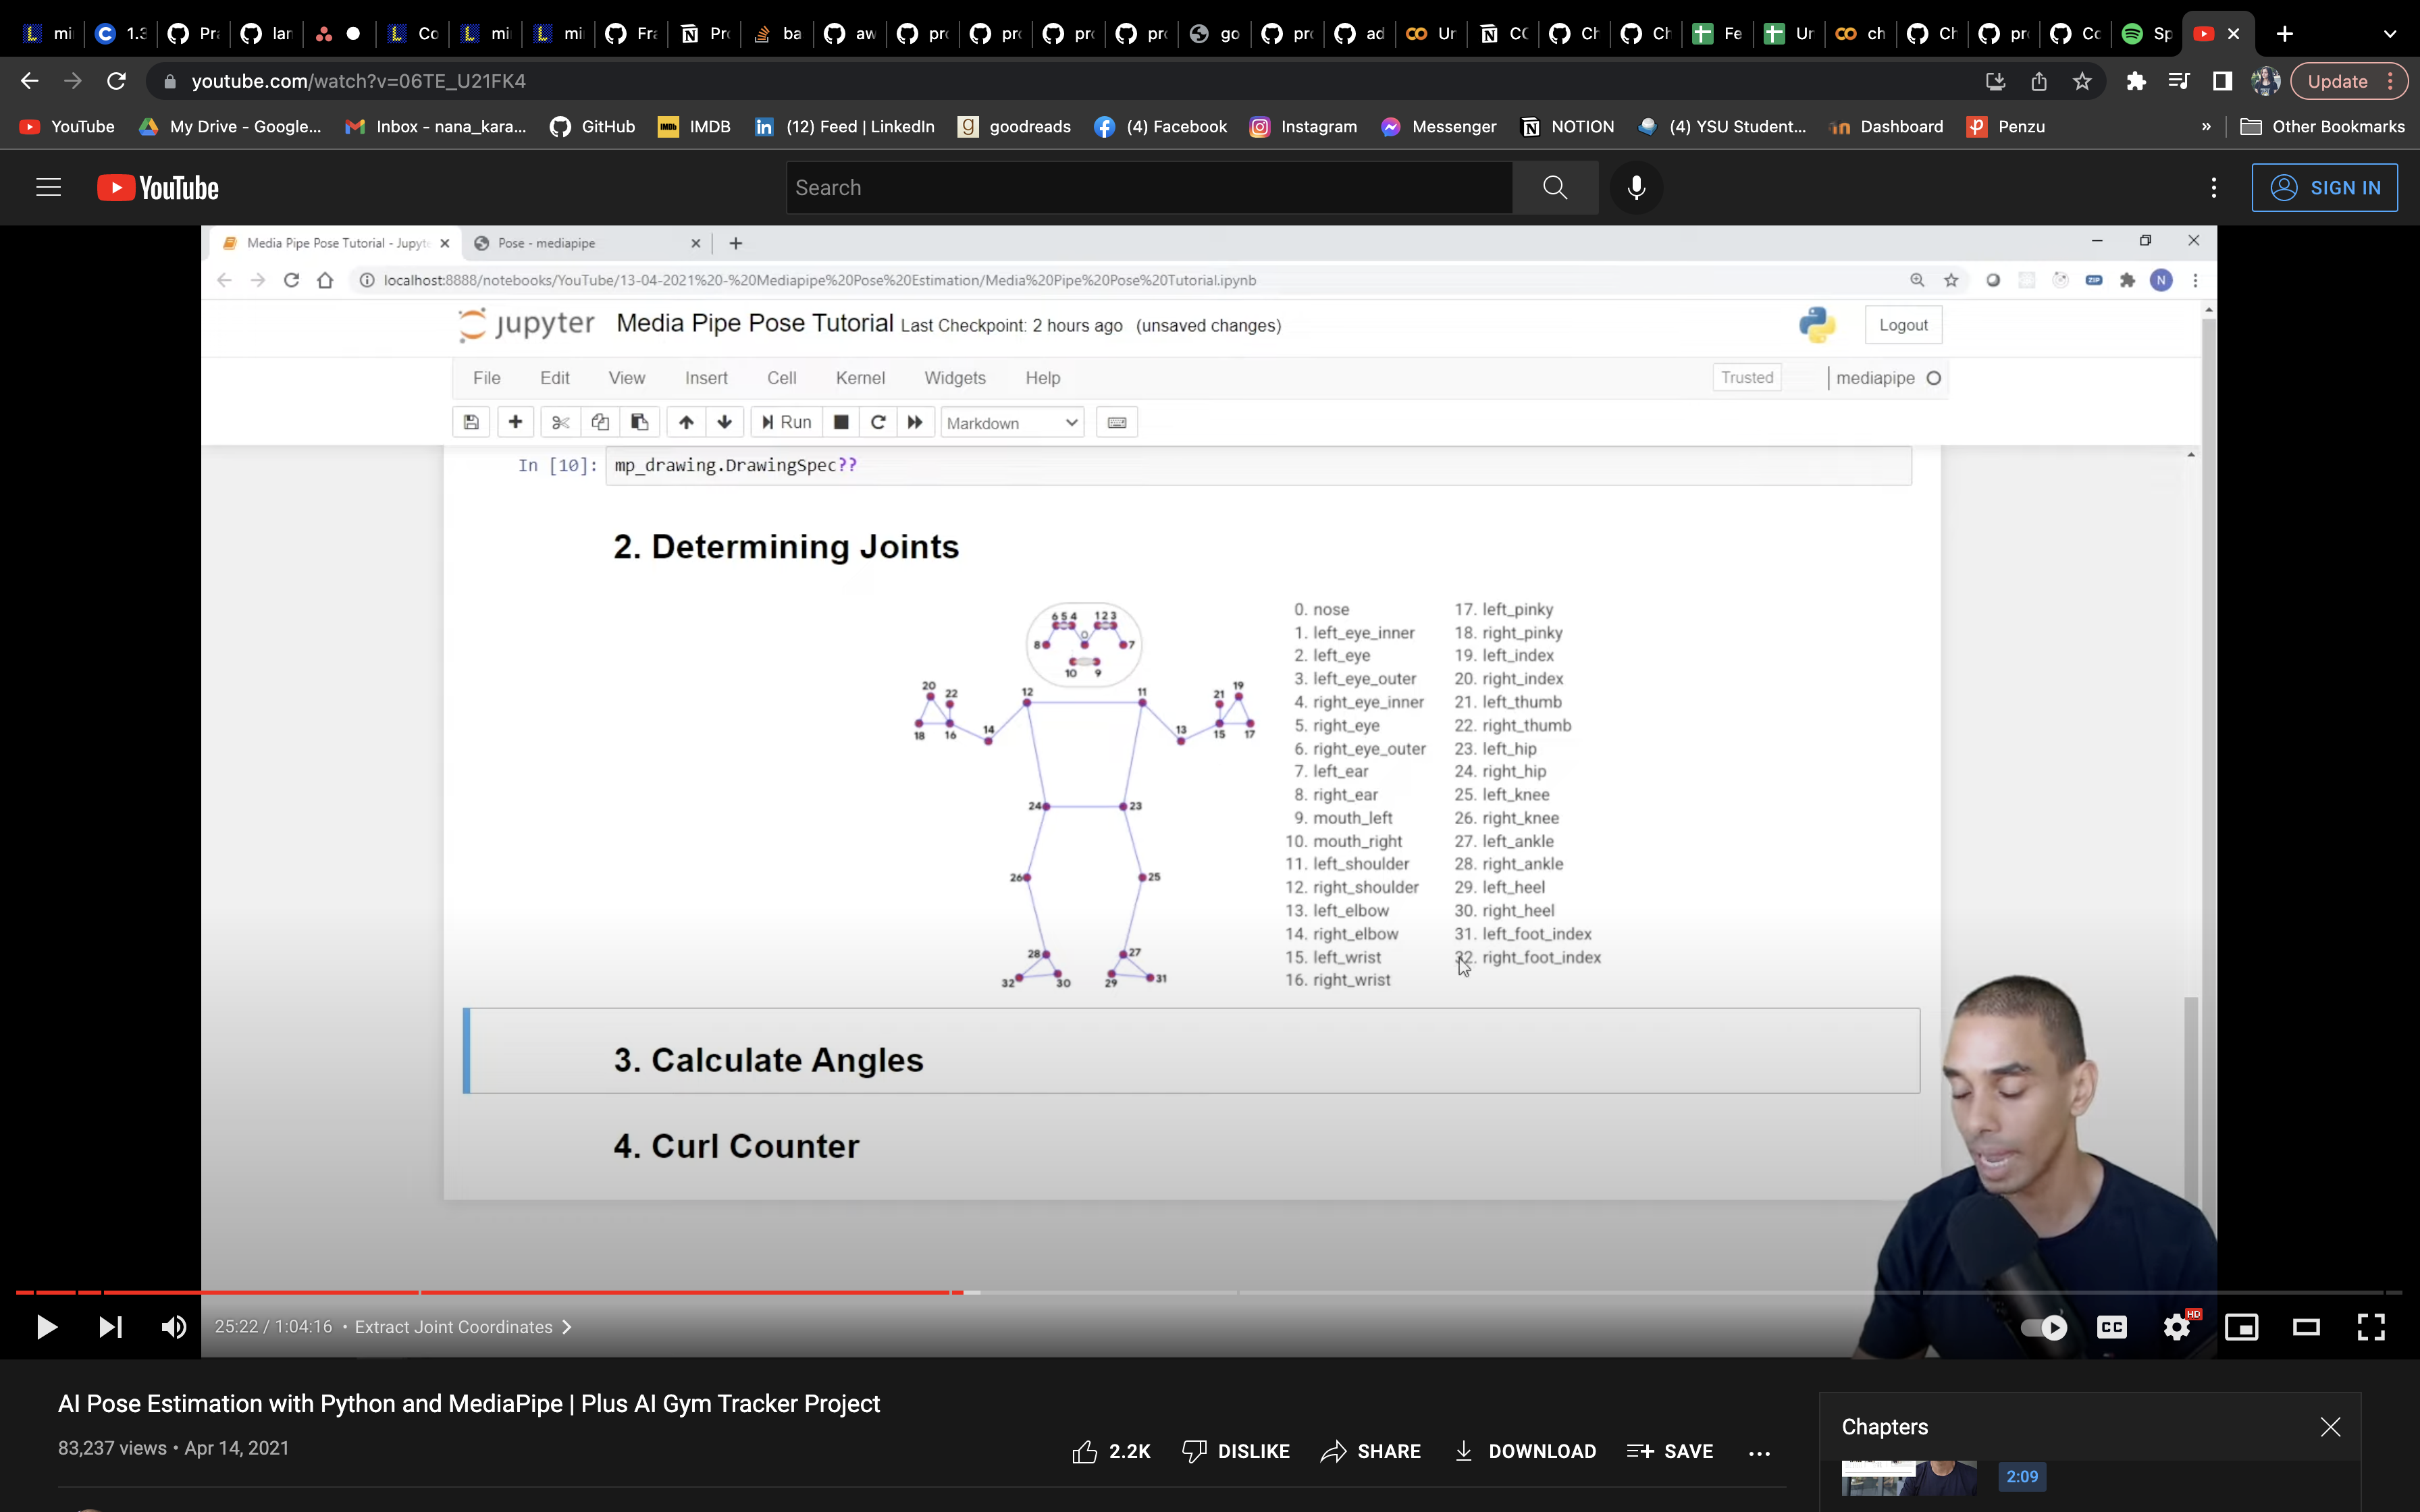 mi 1.3 Pra lan Co mi mi Fra Pro ba aw pro pro pro pro go pro ad Un CC Ch Ch Fe Un ch Ch pro Co Sp
youtube.com/watch?v=06TE_U21FK4 Update
YouTube My Drive - Google... Inbox - nana_kara... GitHub IMDB (12) Feed | LinkedIn goodreads (4) Facebook Instagram Messenger NOTION (4) YSU Student... Dashboard Penzu » Other Bookmarks
YouTube Search SIGN IN
Media Pipe Pose Tutorial - Jupyte Pose - mediapipe
localhost:8888/notebooks/YouTube/13-04-2021%20-%20Mediapipe%20Pose%20Estimation/Media%20Pipe%20Pose%20Tutorial.ipynb ZIP N
jupyter Media Pipe Pose Tutorial Last Checkpoint: 2 hours ago (unsaved changes) Logout
File Edit View Insert Cell Kernel Widgets Help Trusted mediapipe
Run Markdown
In [10]: mp_drawing.DrawingSpec??
2. Determining Joints
6 5 4 1 2 3
0
8 7
10 9
20 22 12 11 21 19
18 16 14 13 15 17
24 23
26 25
28 27
32 30 29 31
0. nose
1. left_eye_inner
2. left_eye
3. left_eye_outer
4. right_eye_inner
5. right_eye
6. right_eye_outer
7. left_ear
8. right_ear
9. mouth_left
10. mouth_right
11. left_shoulder
12. right_shoulder
13. left_elbow
14. right_elbow
15. left_wrist
16. right_wrist
17. left_pinky
18. right_pinky
19. left_index
20. right_index
21. left_thumb
22. right_thumb
23. left_hip
24. right_hip
25. left_knee
26. right_knee
27. left_ankle
28. right_ankle
29. left_heel
30. right_heel
31. left_foot_index
32. right_foot_index
3. Calculate Angles
4. Curl Counter
25:22 / 1:04:16 • Extract Joint Coordinates CC HD
AI Pose Estimation with Python and MediaPipe | Plus AI Gym Tracker Project
83,237 views • Apr 14, 2021
2.2K DISLIKE SHARE DOWNLOAD SAVE ...
Chapters
2:09